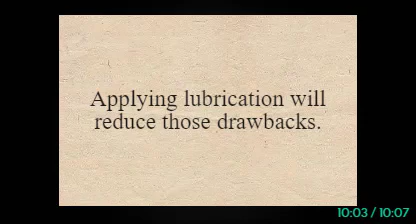 Applying lubrication will
reduce those drawbacks.
10:03 / 10:07